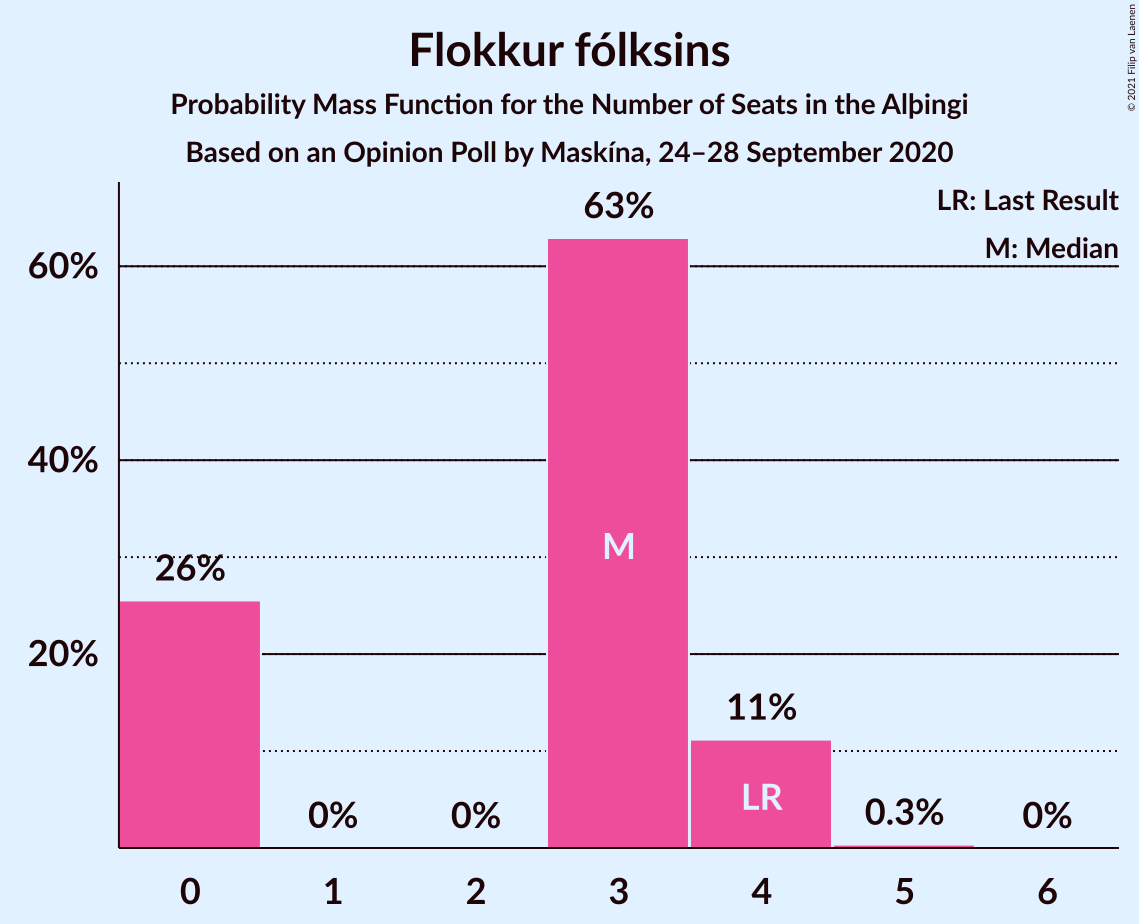 Flokkur fólksins
Probability Mass Function for the Number of Seats in the Alþingi
Based on an Opinion Poll by Maskína, 24–28 September 2020
© 2021 Filip van Laenen
LR: Last Result
M: Median
63%
60%
40%
M
26%
20%
11%
LR
0%
0%
0.3%
0%
0 1 2 3 4 5 6